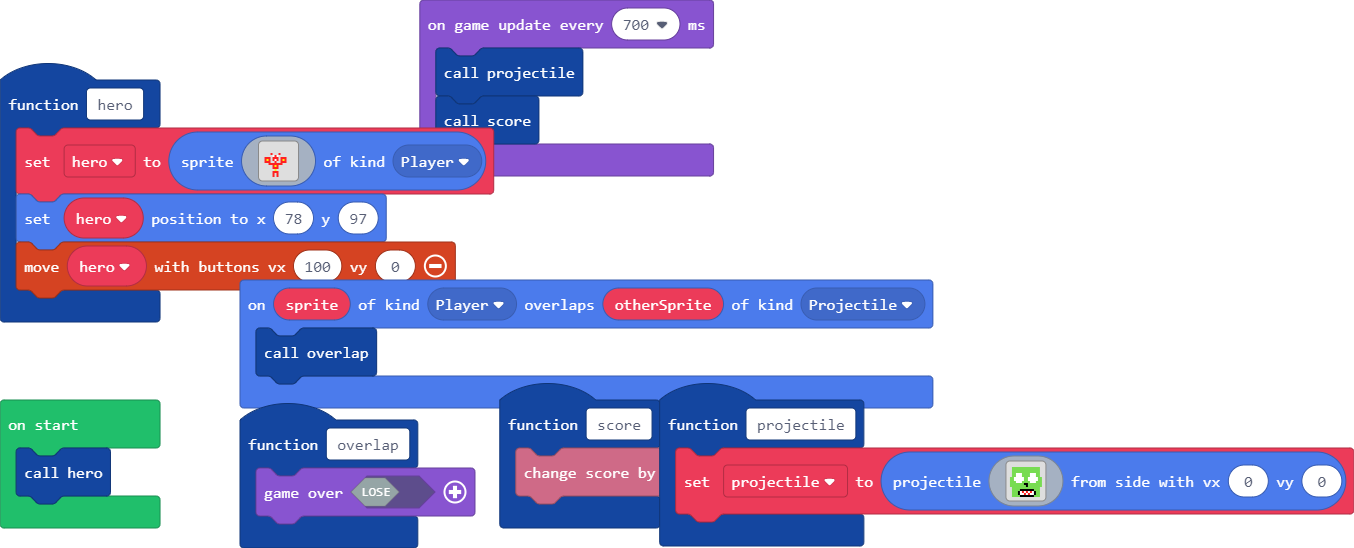 on game update every 700 ms
call projectile
call score
function hero
set hero to sprite of kind Player
set hero position to x 78 y 97
move hero with buttons vx 100 vy 0
on sprite of kind Player overlaps otherSprite of kind Projectile
call overlap
on start
call hero
function overlap
game over LOSE
function score
change score by
function projectile
set projectile to projectile from side with vx 0 vy 0